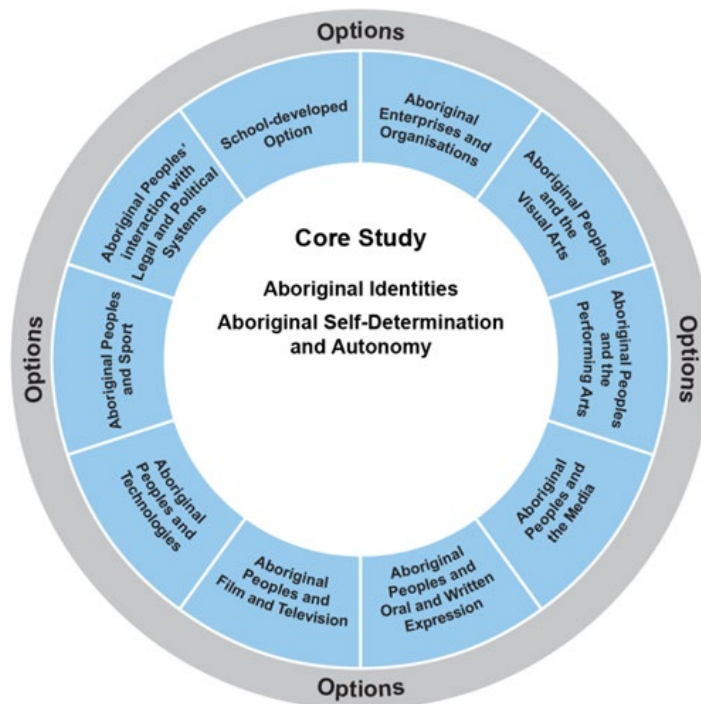 Options
School-developed
Option
Aboriginal
Enterprises and
Organisations
Aboriginal Peoples
and the
Visual Arts
Aboriginal Peoples
and the
Performing Arts
Aboriginal
Peoples and
the Media
Aboriginal
Peoples and
Oral and Written
Expression
Aboriginal
Peoples and
Film and Television
Aboriginal
Peoples and
Technologies
Aboriginal Peoples
and Sport
Aboriginal Peoples'
interaction with
Legal and Political
Systems
Core Study
Aboriginal Identities
Aboriginal Self-Determination
and Autonomy
Options
Options
Options